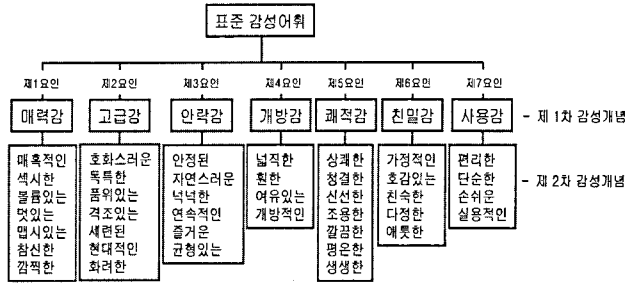 표준 감성어휘
제1요인 제2요인 제3요인 제4요인 제5요인 제6요인 제7요인
매력감 고급감 안락감 개방감 쾌적감 친밀감 사용감 - 제 1차 감성개념
매혹적인
섹시한
볼륨있는
멋있는
맵시있는
참신한
깜찍한
호화스러운
독특한
품위있는
격조있는
세련된
현대적인
화려한
안정된
자연스러운
넉넉한
연속적인
즐거운
균형있는
넓직한
훤한
여유있는
개방적인
상쾌한
청결한
신선한
조용한
깔끔한
평온한
생생한
가정적인
호감있는
친숙한
다정한
애틋한
편리한
단순한
손쉬운
실용적인
- 제 2차 감성개념